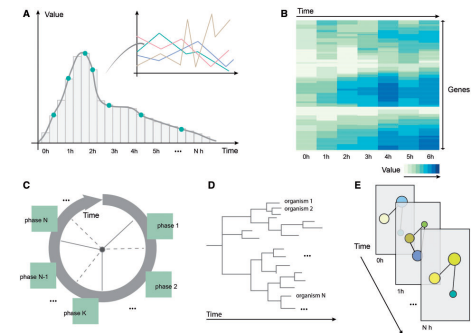 A
Value
0h
1h
2h
3h
4h
5h
...
N h
Time
B
Time
Genes
0h
1h
2h
3h
4h
5h
6h
Value
C
...
Time
phase N
phase 1
phase N-1
phase 2
...
phase K
...
D
organism 1
organism 2
...
organism N
Time
E
Time
0h
1h
...
N h